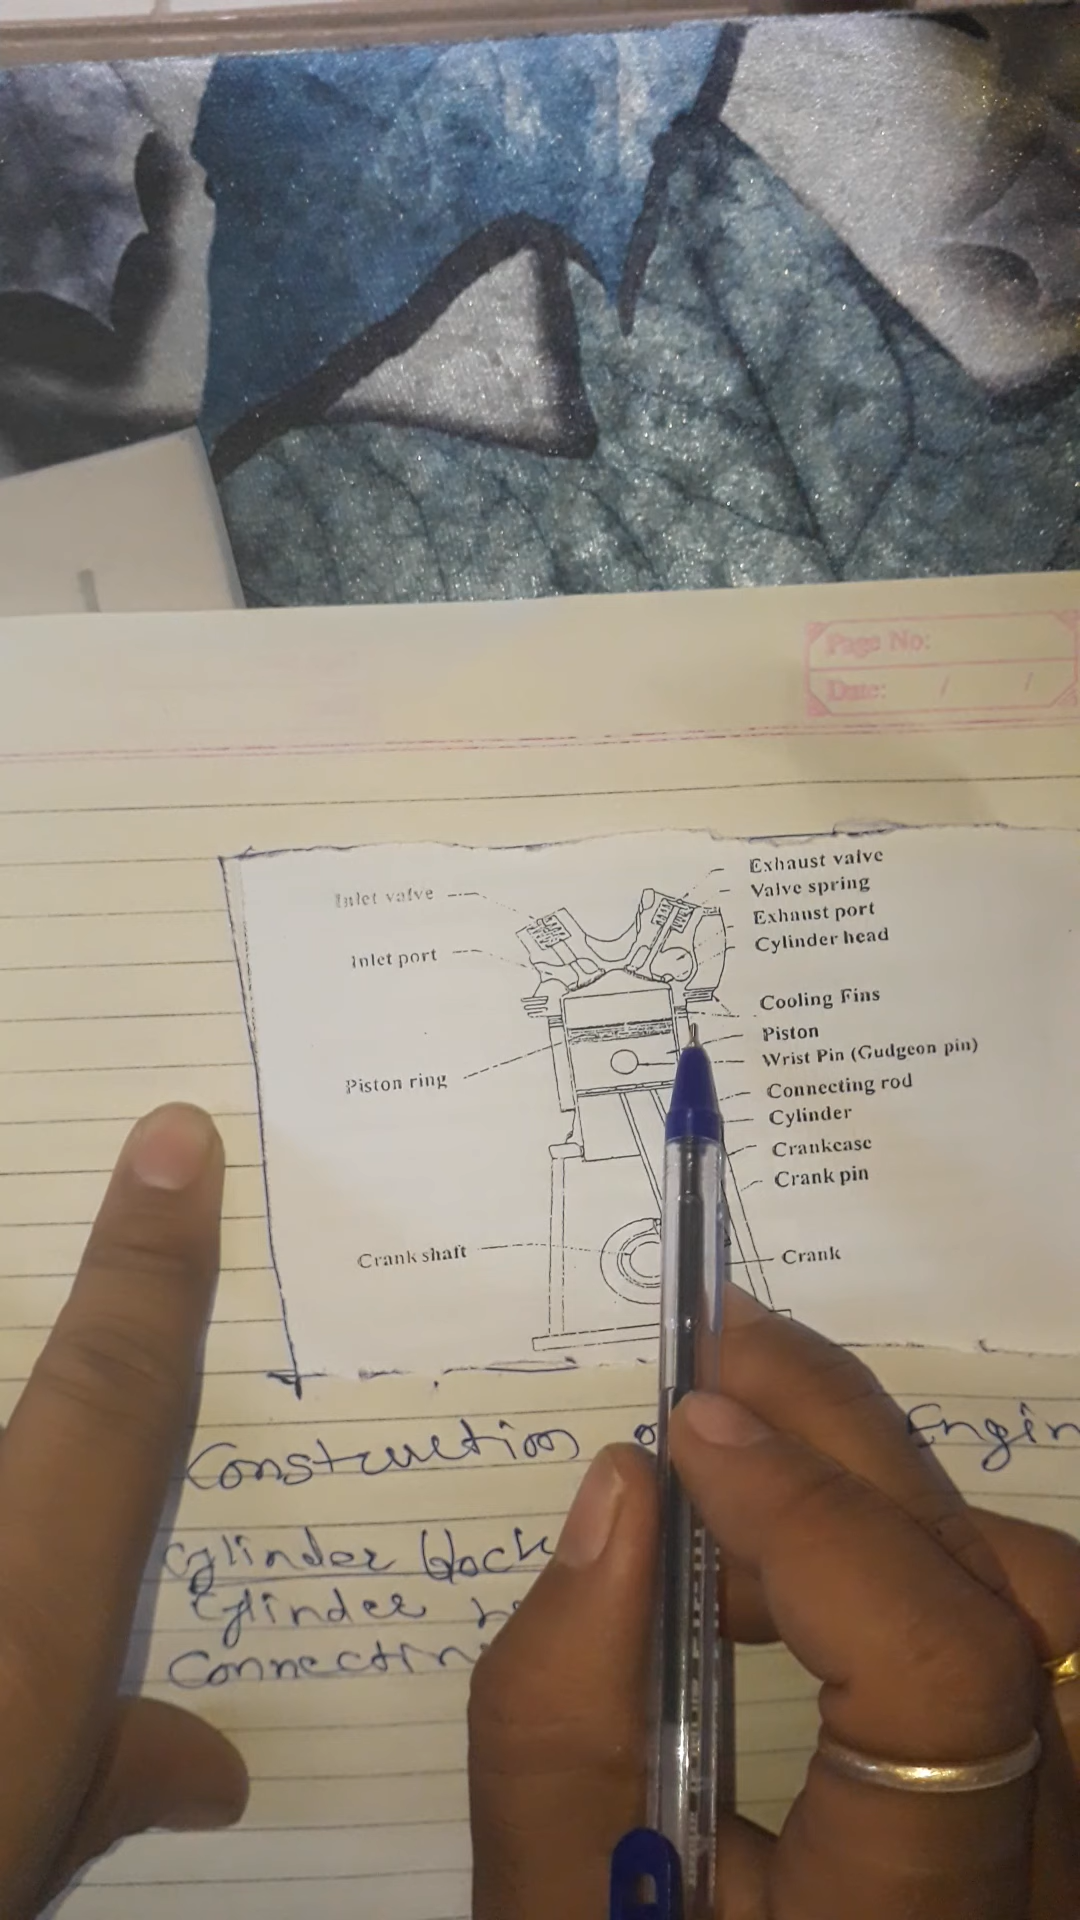 Page No:
Date: / /
Exhaust valve
Inlet valve
Valve spring
Exhaust port
Inlet port
Cylinder head
Cooling Fins
Piston
Wrist Pin (Gudgeon pin)
Piston ring
Connecting rod
Cylinder
Crankcase
Crank pin
Crank shaft
Crank
Construction Engin
Cylinder block
Cylinder
Connectin